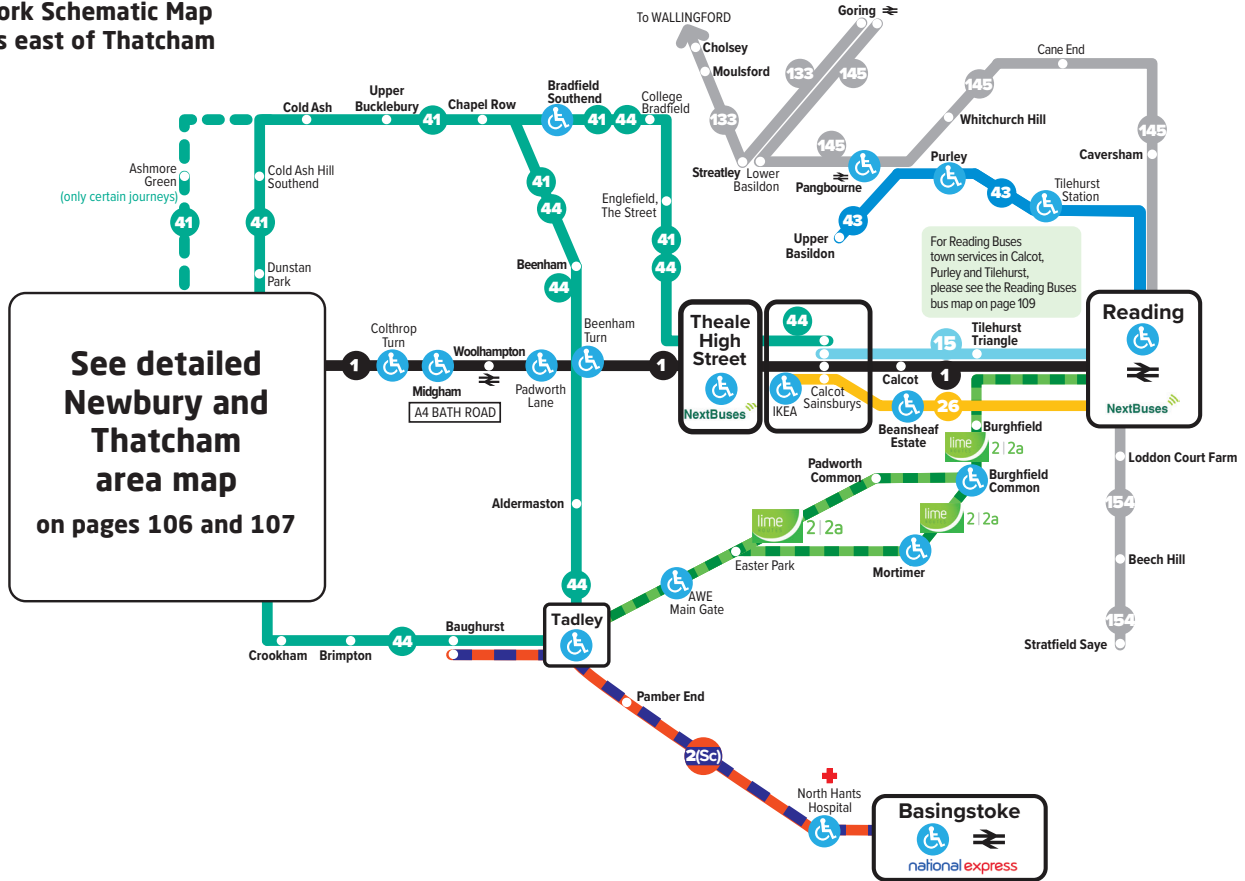 ork Schematic Map
s east of Thatcham
To WALLINGFORD
Goring
Cholsey
Moulsford
133
145
133
Cane End
145
Whitchurch Hill
145
Caversham
145
Streatley
Lower
Basildon
Pangbourne
Purley
43
Tilehurst
Station
43
Upper
Basildon
Cold Ash
Upper
Bucklebury
41
Chapel Row
Bradfield
Southend
41
44
College
Bradfield
Ashmore
Green
(only certain journeys)
41
Cold Ash Hill
Southend
41
Dunstan
Park
41
44
Englefield,
The Street
41
44
Beenham
44
For Reading Buses
town services in Calcot,
Purley and Tilehurst,
please see the Reading Buses
bus map on page 109
See detailed
Newbury and
Thatcham
area map
on pages 106 and 107
1
Colthrop
Turn
Midgham
Woolhampton
A4 BATH ROAD
Padworth
Lane
Beenham
Turn
1
Theale
High
Street
NextBuses
44
IKEA
Calcot
Sainsburys
15
Tilehurst
Triangle
Calcot
1
Beansheaf
Estate
26
Reading
NextBuses
Burghfield
lime
2|2a
Padworth
Common
Burghfield
Common
lime
2|2a
lime
2|2a
Easter Park
Mortimer
AWE
Main Gate
Loddon Court Farm
154
Beech Hill
154
Stratfield Saye
Aldermaston
44
Tadley
Crookham
Brimpton
44
Baughurst
Pamber End
2(Sc)
North Hants
Hospital
Basingstoke
national express